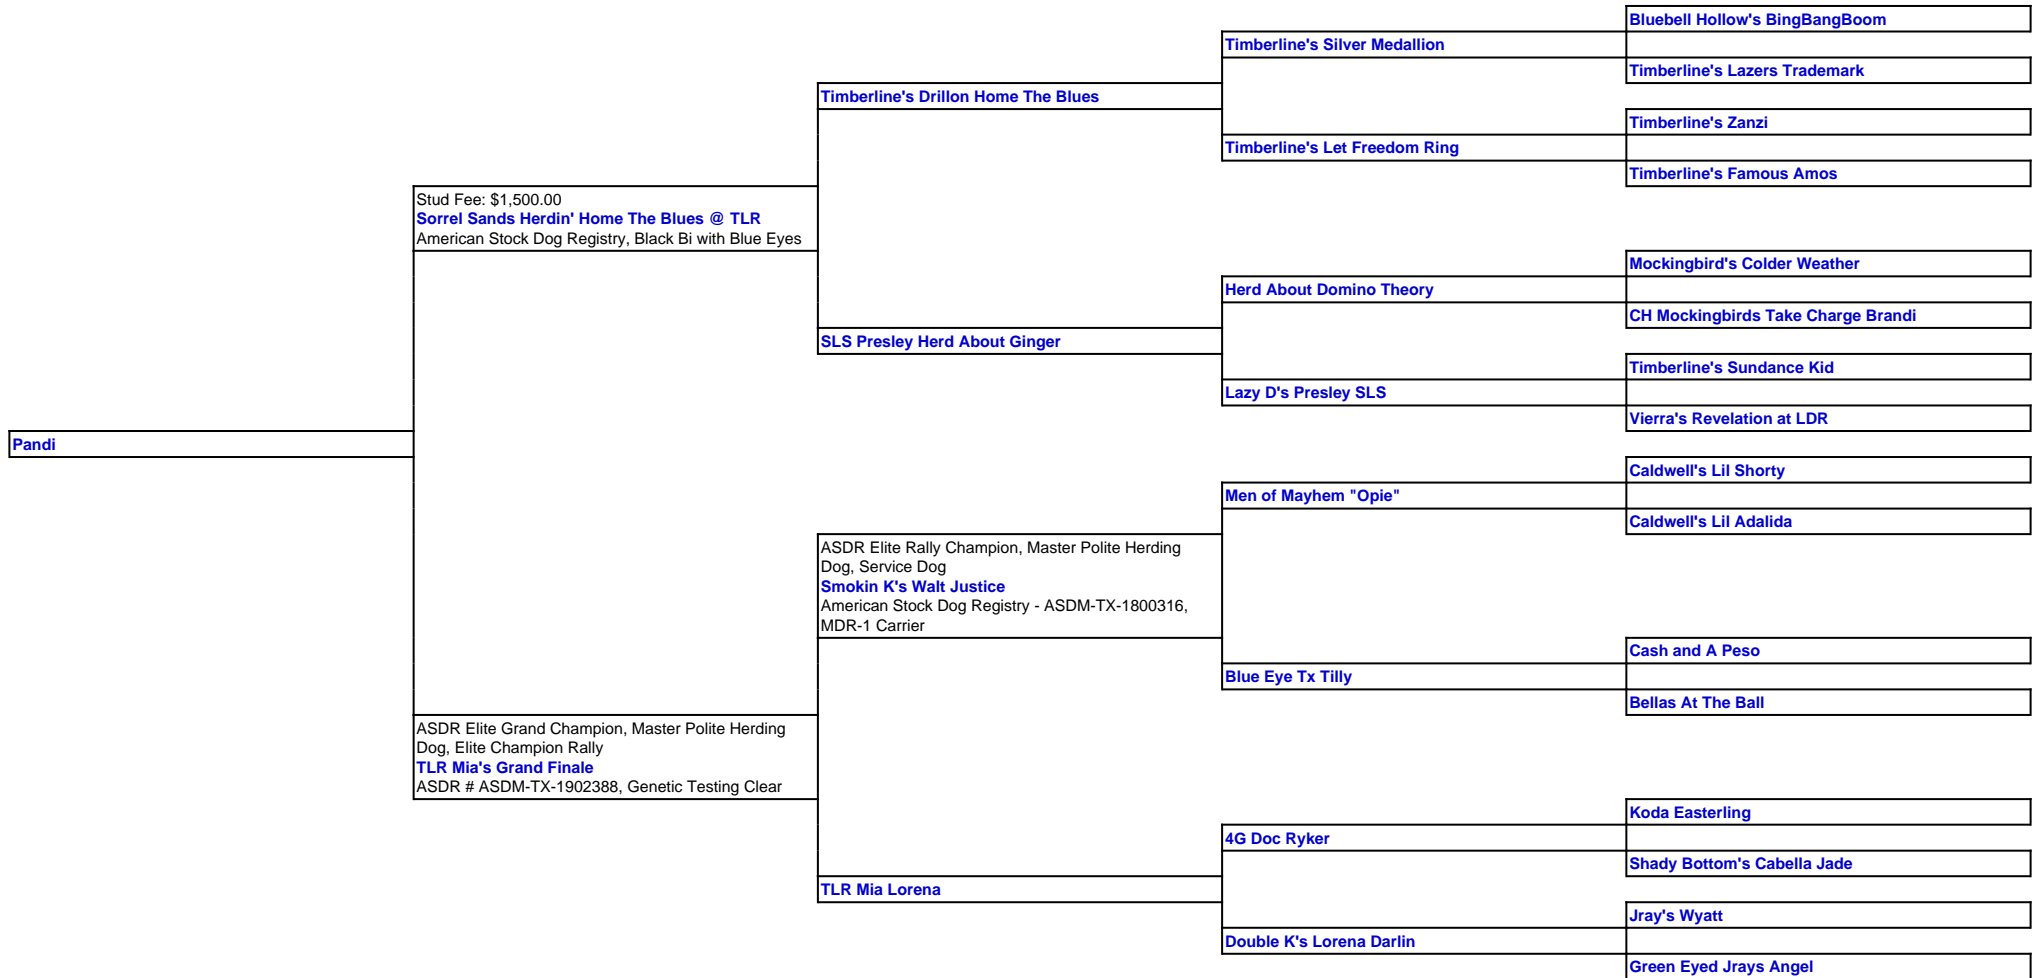 Bluebell Hollow's BingBangBoom
Timberline's Silver Medallion
Timberline's Lazers Trademark
Timberline's Drillon Home The Blues
Timberline's Zanzi
Timberline's Let Freedom Ring
Timberline's Famous Amos
Stud Fee: $1,500.00
Sorrel Sands Herdin' Home The Blues @ TLR
American Stock Dog Registry, Black Bi with Blue Eyes
Mockingbird's Colder Weather
Herd About Domino Theory
CH Mockingbirds Take Charge Brandi
SLS Presley Herd About Ginger
Timberline's Sundance Kid
Lazy D's Presley SLS
Vierra's Revelation at LDR
Pandi
Caldwell's Lil Shorty
Men of Mayhem "Opie"
Caldwell's Lil Adalida
ASDR Elite Rally Champion, Master Polite Herding
Dog, Service Dog
Smokin K's Walt Justice
American Stock Dog Registry - ASDM-TX-1800316,
MDR-1 Carrier
Cash and A Peso
Blue Eye Tx Tilly
Bellas At The Ball
ASDR Elite Grand Champion, Master Polite Herding
Dog, Elite Champion Rally
TLR Mia's Grand Finale
ASDR # ASDM-TX-1902388, Genetic Testing Clear
Koda Easterling
4G Doc Ryker
Shady Bottom's Cabella Jade
TLR Mia Lorena
Jray's Wyatt
Double K's Lorena Darlin
Green Eyed Jrays Angel